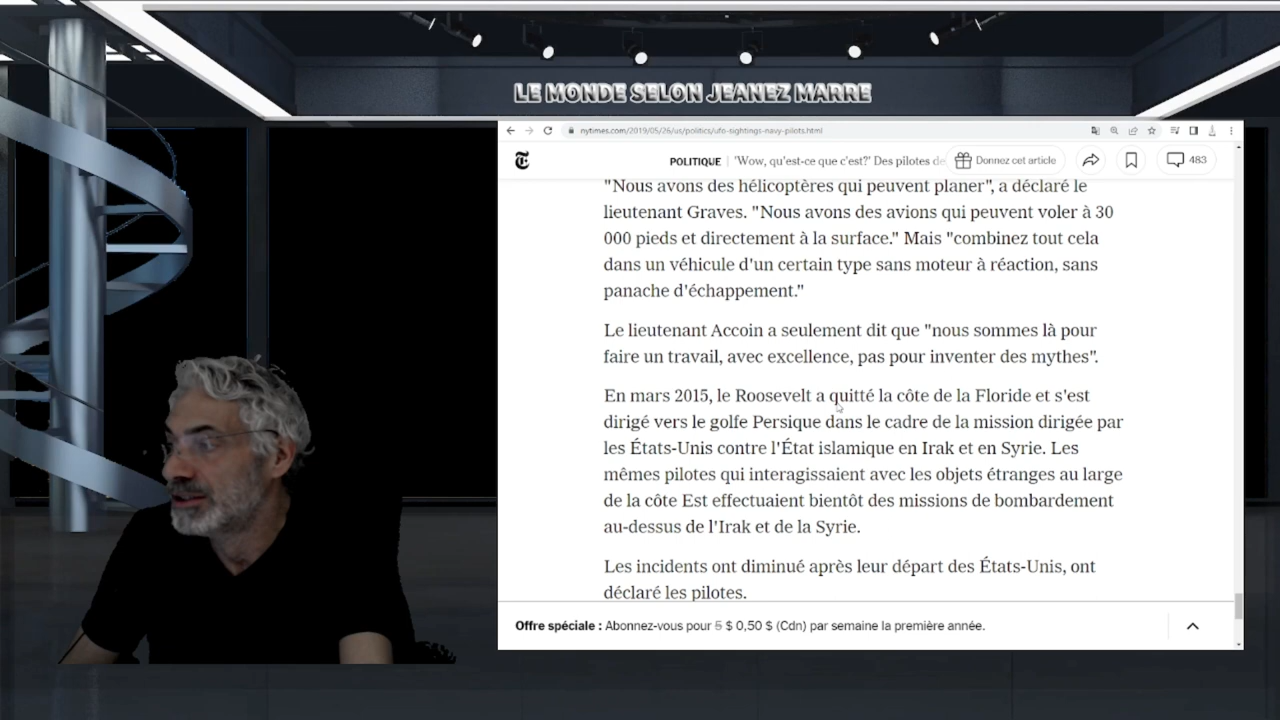 LE MONDE SELON JEANEZ MARRE
nytimes.com/2019/05/26/us/politics/ufo-sightings-navy-pilots.html
POLITIQUE | 'Wow, qu'est-ce que c'est?' Des pilotes de
Donnez cet article
483
"Nous avons des hélicoptères qui peuvent planer", a déclaré le
lieutenant Graves. "Nous avons des avions qui peuvent voler à 30
000 pieds et directement à la surface." Mais "combinez tout cela
dans un véhicule d'un certain type sans moteur à réaction, sans
panache d'échappement."
Le lieutenant Accoin a seulement dit que "nous sommes là pour
faire un travail, avec excellence, pas pour inventer des mythes".
En mars 2015, le Roosevelt a quitté la côte de la Floride et s'est
dirigé vers le golfe Persique dans le cadre de la mission dirigée par
les États-Unis contre l'État islamique en Irak et en Syrie. Les
mêmes pilotes qui interagissaient avec les objets étranges au large
de la côte Est effectuaient bientôt des missions de bombardement
au-dessus de l'Irak et de la Syrie.
Les incidents ont diminué après leur départ des États-Unis, ont
déclaré les pilotes.
Offre spéciale : Abonnez-vous pour 5 $ 0,50 $ (Cdn) par semaine la première année.